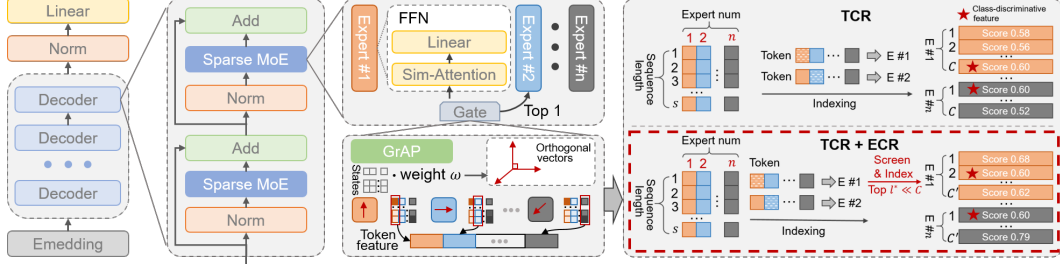 Linear
Norm
Decoder
Decoder
Decoder
Emedding
Add
Sparse MoE
Norm
Add
Sparse MoE
Norm
Expert #1
FFN
Linear
Sim-Attention
Expert #2
Expert #n
Gate
Top 1
GrAP
States
· weight ω
Orthogonal
vectors
Token
feature
Expert num
TCR
1 2 n
Sequence
length
1
2
3
...
s
Token
... E #1
... E #2
Indexing
Class-discriminative
feature
E #1
1 Score 0.58
2 Score 0.56
...
C Score 0.60
E #n
1 Score 0.60
...
C Score 0.52
Expert num
TCR + ECR
1 2 n
Sequence
length
1
2
3
...
s
Token
... E #1
... E #2
Indexing
Screen
& Index
Top l* ≪ C
E #1
1 Score 0.68
2 Score 0.60
...
C' Score 0.62
E #n
1 Score 0.60
...
C' Score 0.79